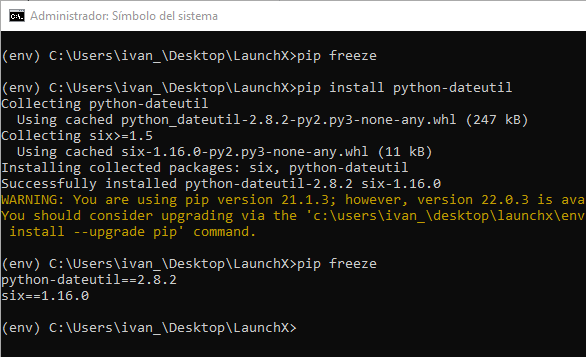 Administrador: Símbolo del sistema
(env) C:\Users\ivan_\Desktop\LaunchX>pip freeze
(env) C:\Users\ivan_\Desktop\LaunchX>pip install python-dateutil
Collecting python-dateutil
  Using cached python_dateutil-2.8.2-py2.py3-none-any.whl (247 kB)
Collecting six>=1.5
  Using cached six-1.16.0-py2.py3-none-any.whl (11 kB)
Installing collected packages: six, python-dateutil
Successfully installed python-dateutil-2.8.2 six-1.16.0
WARNING: You are using pip version 21.1.3; however, version 22.0.3 is ava
You should consider upgrading via the 'c:\users\ivan_\desktop\launchx\env
 install --upgrade pip' command.
(env) C:\Users\ivan_\Desktop\LaunchX>pip freeze
python-dateutil==2.8.2
six==1.16.0
(env) C:\Users\ivan_\Desktop\LaunchX>